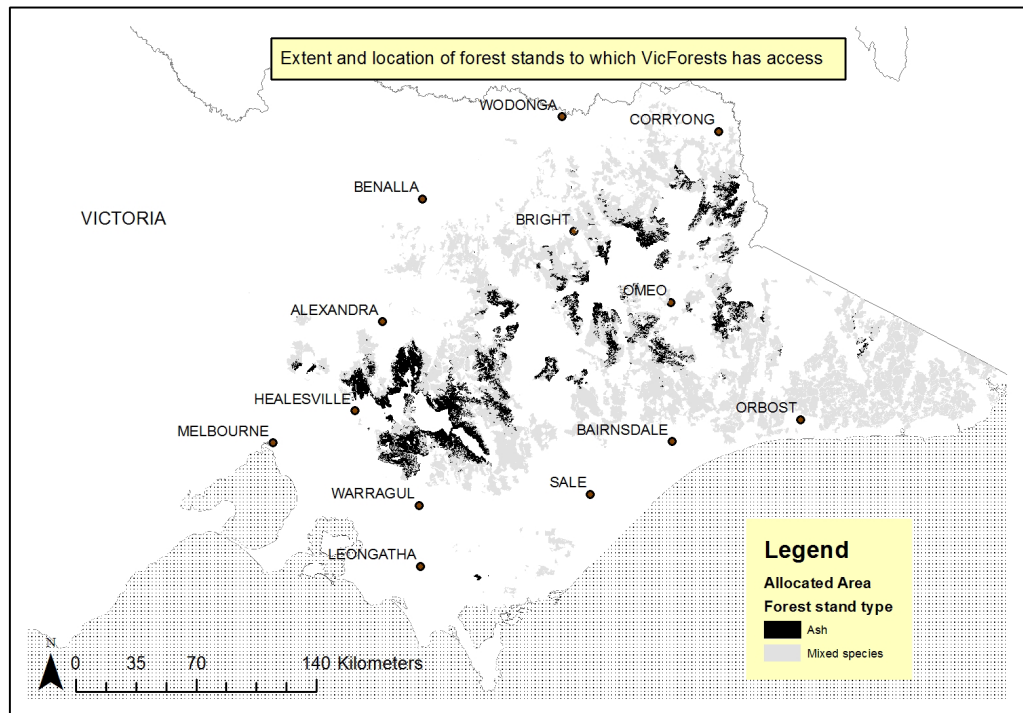 Extent and location of forest stands to which VicForests has access
WODONGA
CORRYONG
BENALLA
VICTORIA
BRIGHT
OMEO
ALEXANDRA
HEALESVILLE
ORBOST
MELBOURNE
BAIRNSDALE
SALE
WARRAGUL
LEONGATHA
Legend
Allocated Area
Forest stand type
Ash
Mixed species
N
0 35 70 140 Kilometers